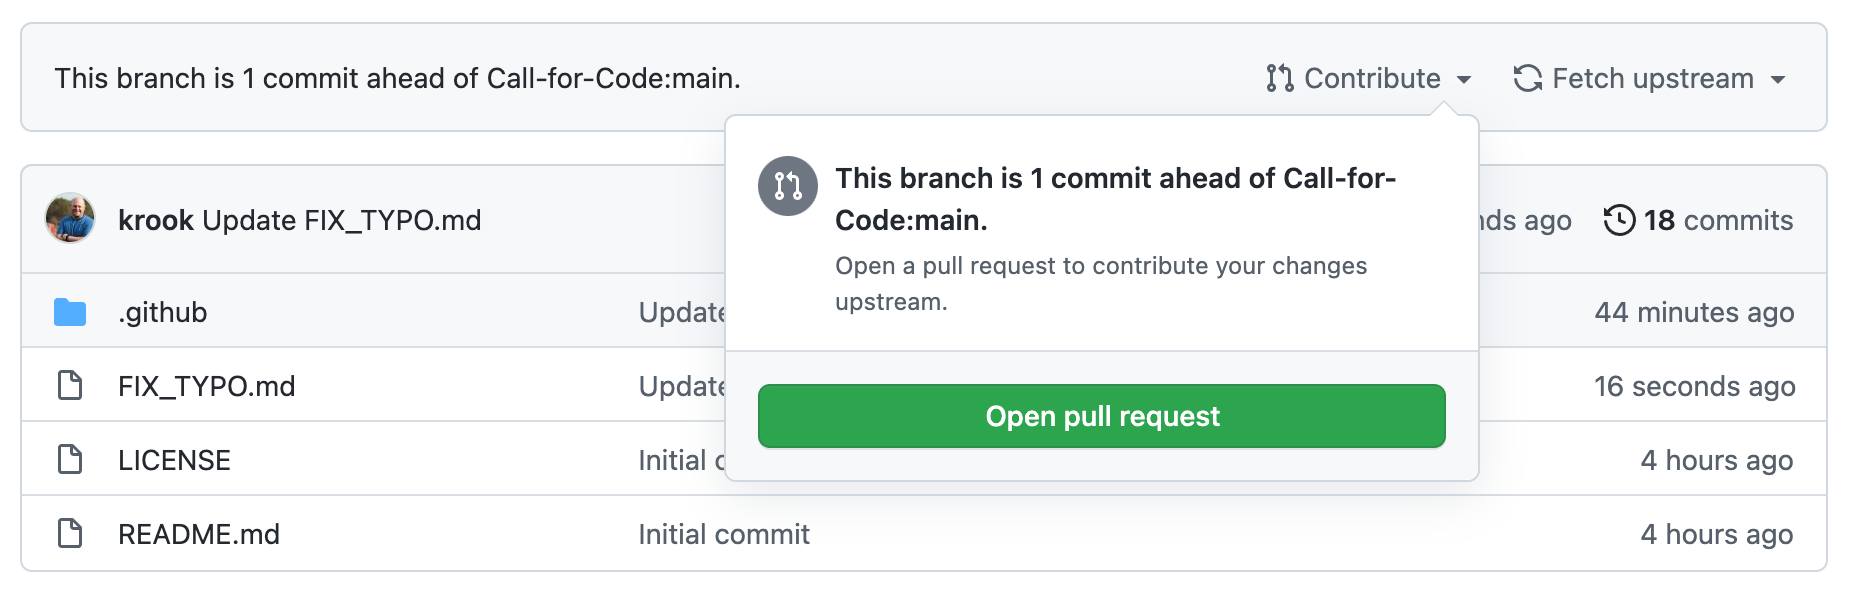 This branch is 1 commit ahead of Call-for-Code:main.
Contribute
Fetch upstream
This branch is 1 commit ahead of Call-for-
Code:main.
Open a pull request to contribute your changes
upstream.
Open pull request
krook Update FIX_TYPO.md
ago
18 commits
.github
44 minutes ago
FIX_TYPO.md
16 seconds ago
LICENSE
Initial
4 hours ago
README.md
Initial commit
4 hours ago